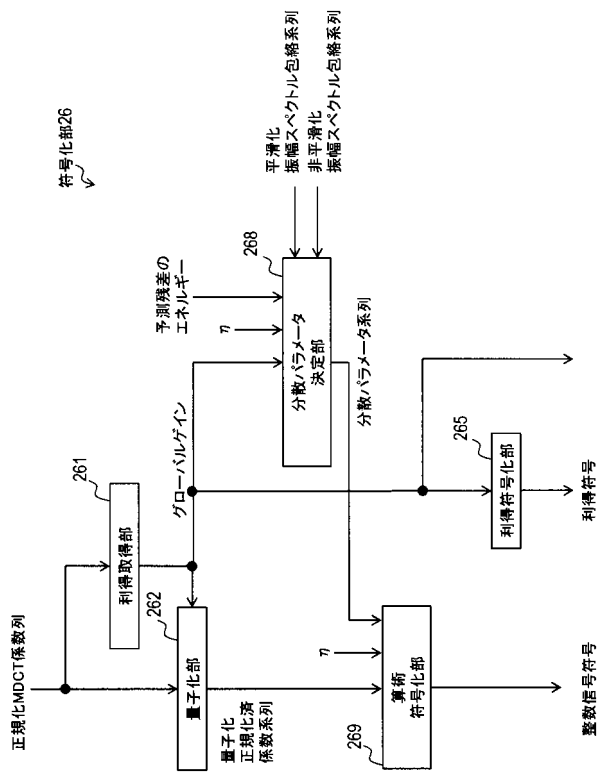 符号化部26
正規化MDCT係数列
261
利得取得部
262
量子化部
グローバルゲイン
量子化
正規化済
係数系列
η
予測残差の
エネルギー
η
268
分散パラメータ
決定部
平滑化
振幅スペクトル包絡系列
非平滑化
振幅スペクトル包絡系列
分散パラメータ系列
269
算術
符号化部
265
利得符号化部
整数信号符号
利得符号